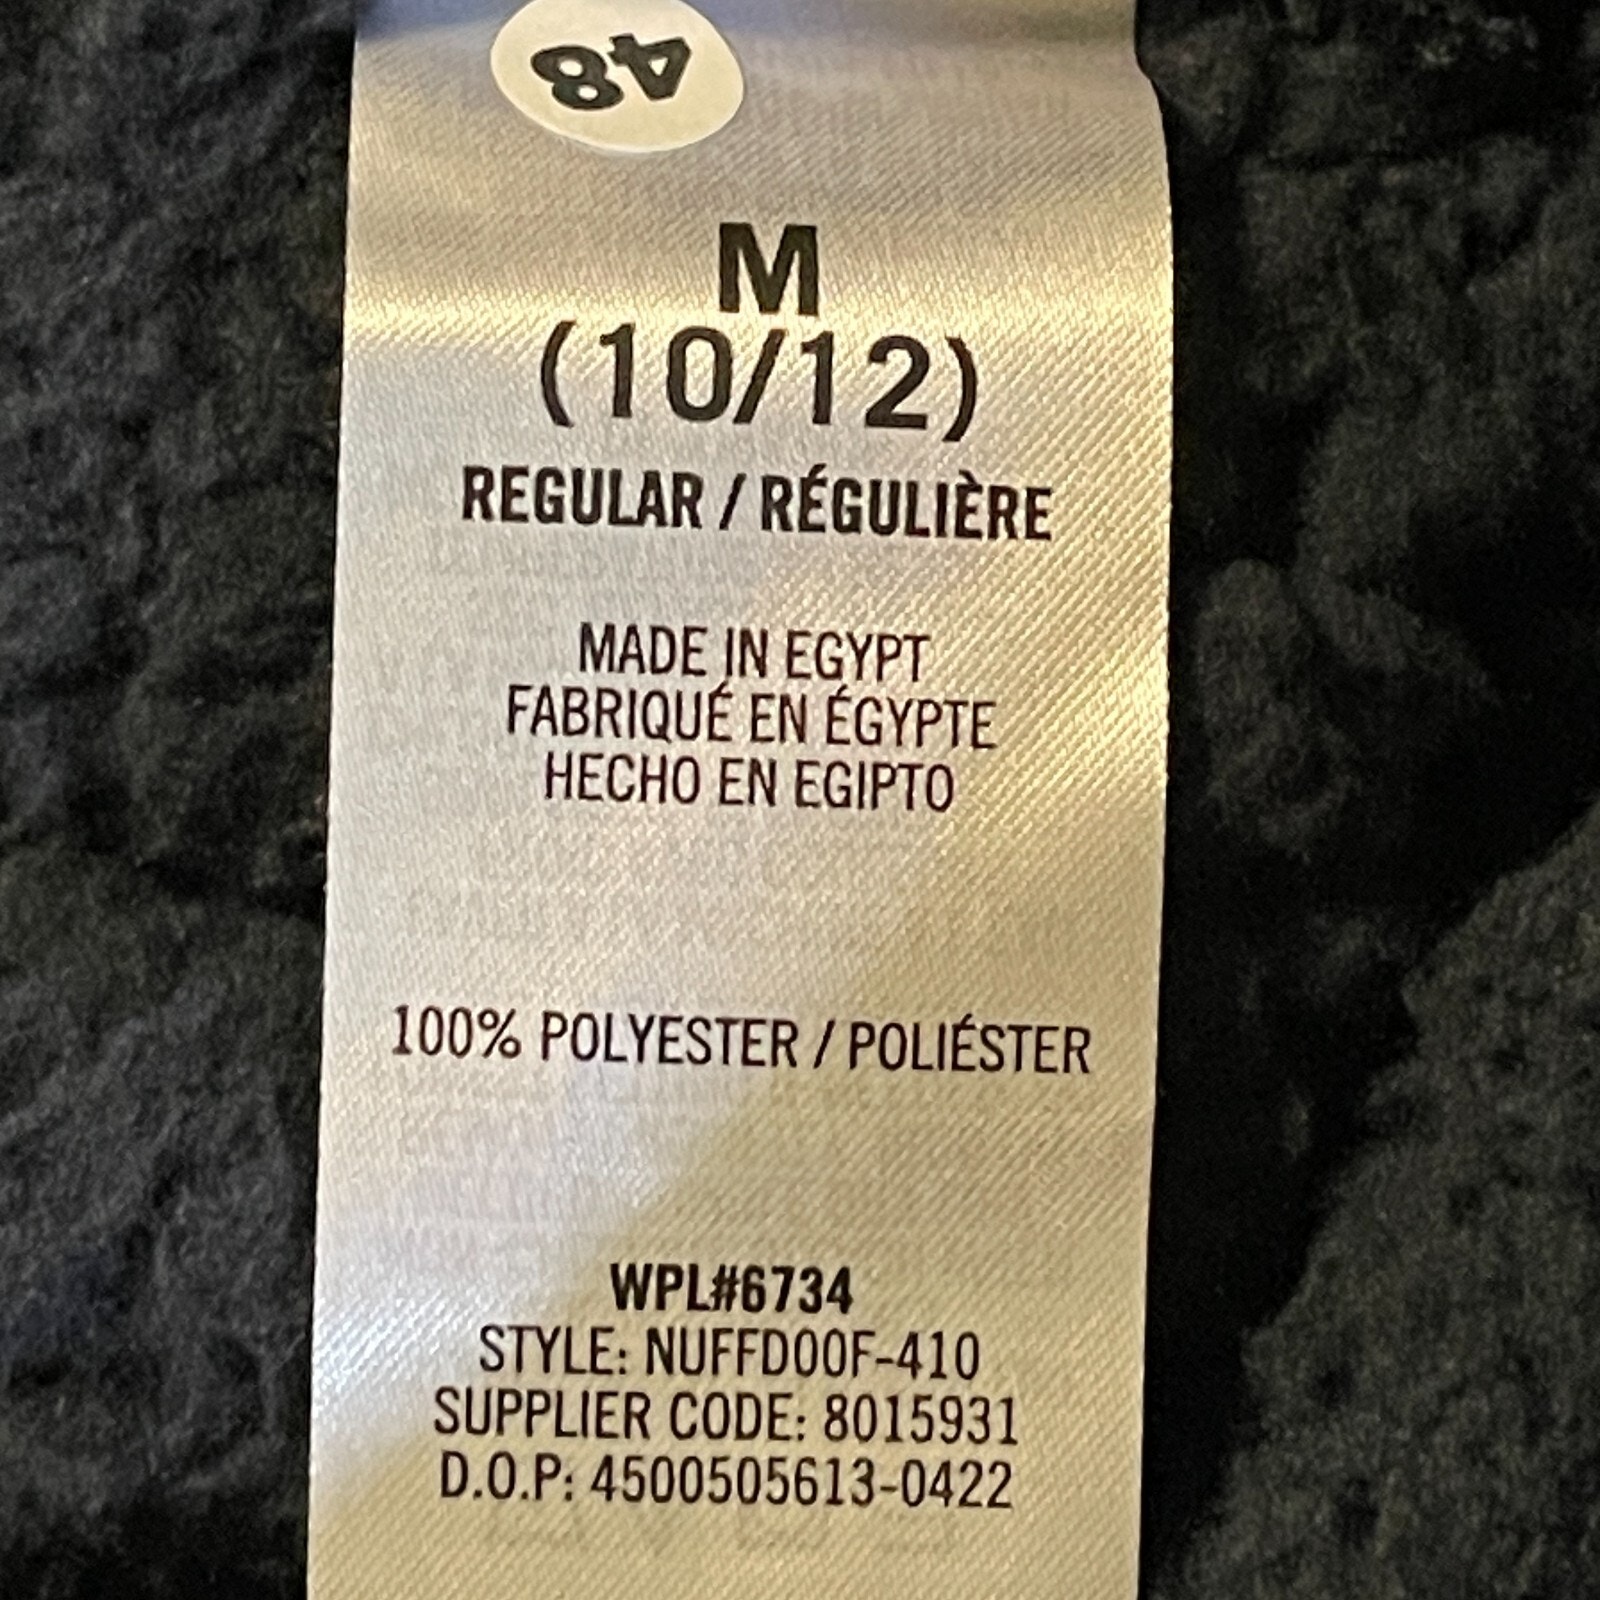 48
M
(10/12)
REGULAR / RÉGULIÈRE
MADE IN EGYPT
FABRIQUÉ EN ÉGYPTE
HECHO EN EGIPTO
100% POLYESTER / POLIÉSTER
WPL#6734
STYLE: NUFFD00F-410
SUPPLIER CODE: 8015931
D.O.P: 4500505613-0422